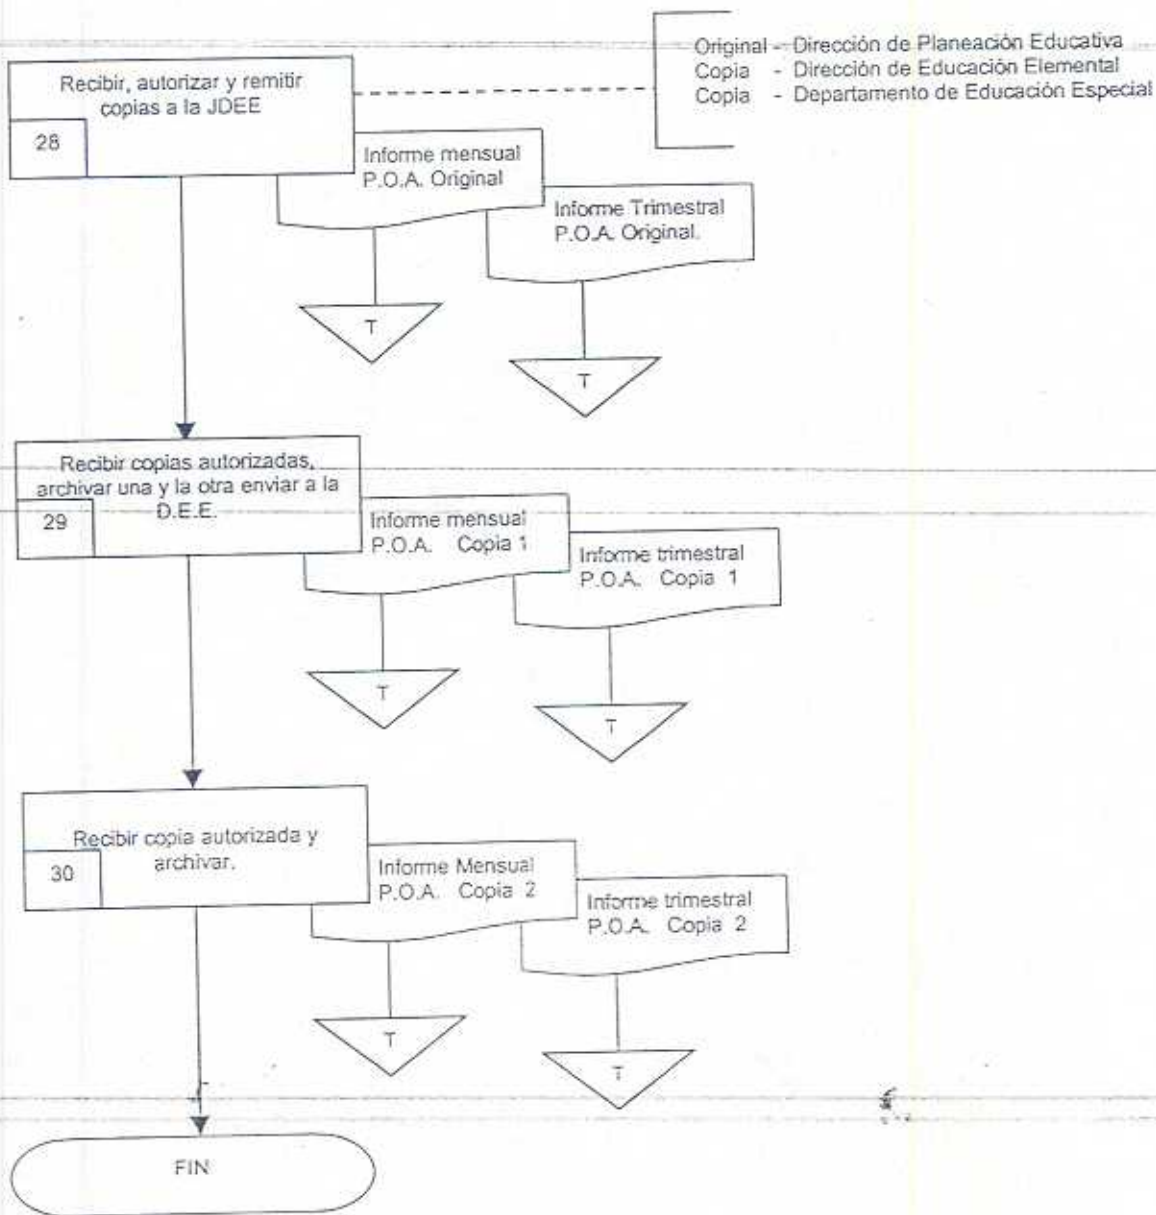 Original - Dirección de Planeación Educativa
Copia - Dirección de Educación Elemental
Copia - Departamento de Educación Especial
Recibir, autorizar y remitir
copias a la JDEE
28
Informe mensual
P.O.A. Original
Informe Trimestral
P.O.A. Original.
T
T
Recibir copias autorizadas,
archivar una y la otra enviar a la
D.E.E.
29
Informe mensual
P.O.A. Copia 1
Informe trimestral
P.O.A. Copia 1
T
T
Recibir copia autorizada y
archivar.
30
Informe Mensual
P.O.A. Copia 2
Informe trimestral
P.O.A. Copia 2
T
T
FIN